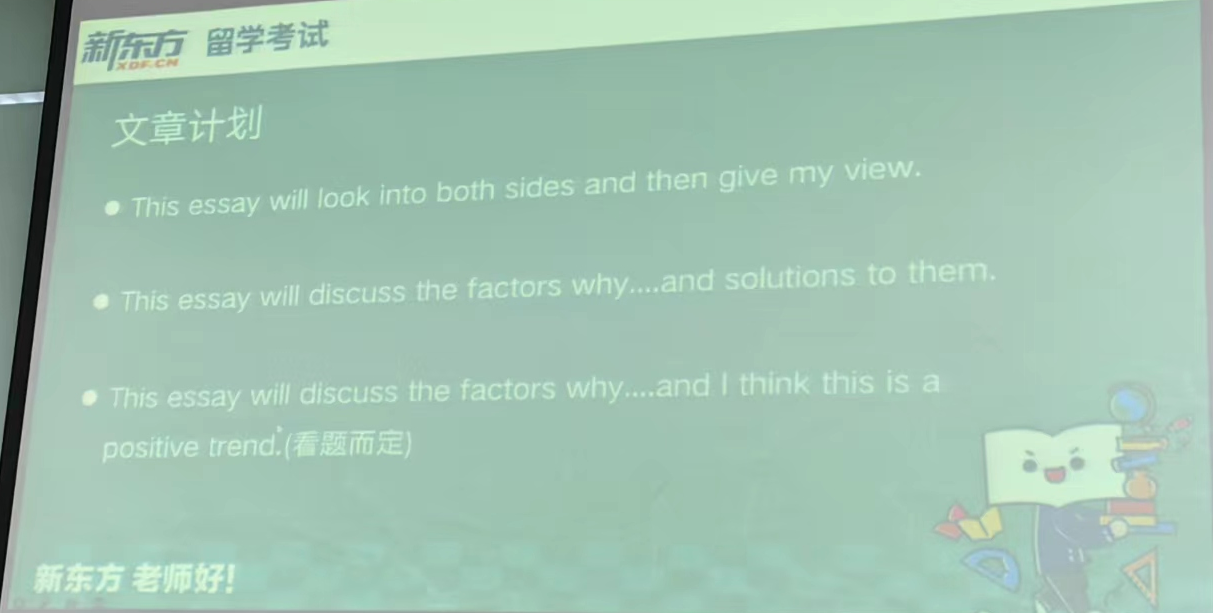 新东方 留学考试
XDF.CN
文章计划
● This essay will look into both sides and then give my view.
● This essay will discuss the factors why....and solutions to them.
● This essay will discuss the factors why....and I think this is a
positive trend.(看题而定)
新东方 老师好!